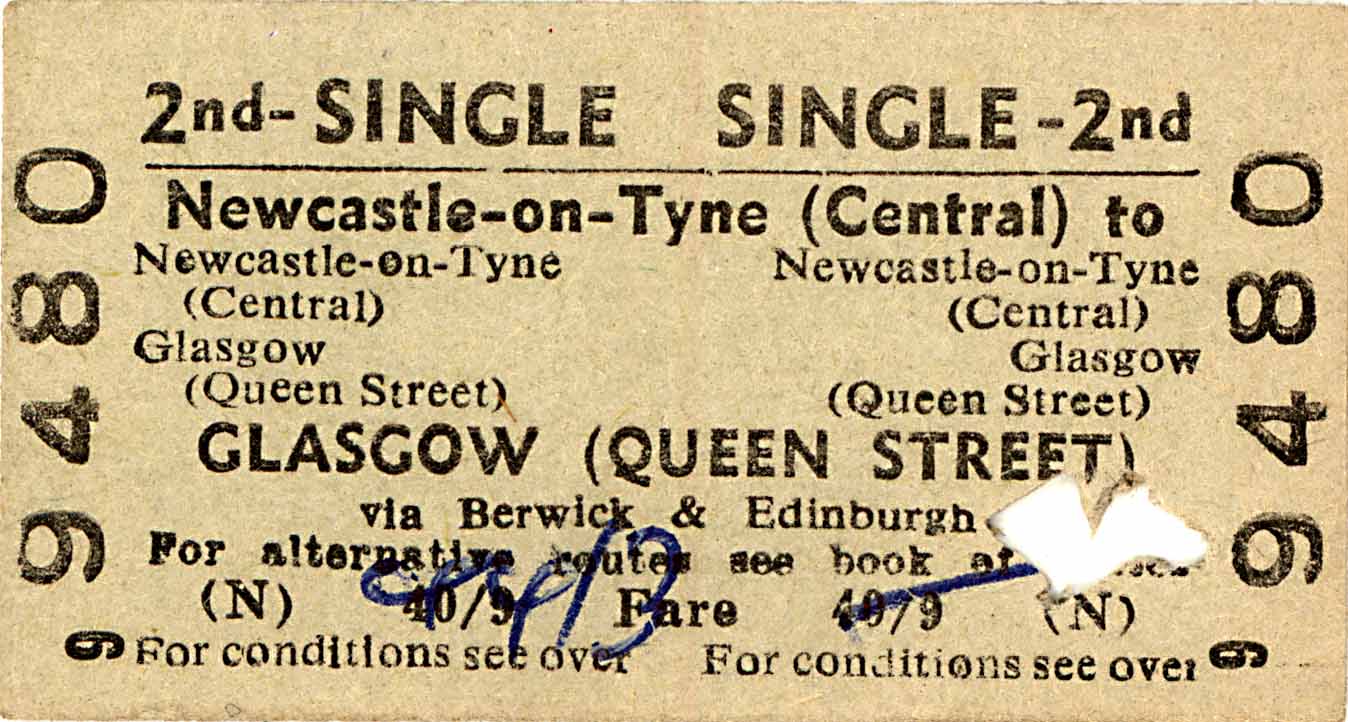 2nd- SINGLE SINGLE -2nd
Newcastle-on-Tyne (Central) to
Newcastle-on-Tyne Newcastle-on-Tyne
(Central) (Central)
Glasgow Glasgow
(Queen Street) (Queen Street)
GLASGOW (QUEEN STREET)
via Berwick & Edinburgh
For alternative routes see book of
(N) 40/9 Fare 40/9 (N)
For conditions see over For conditions see over
9480
9480
9
9